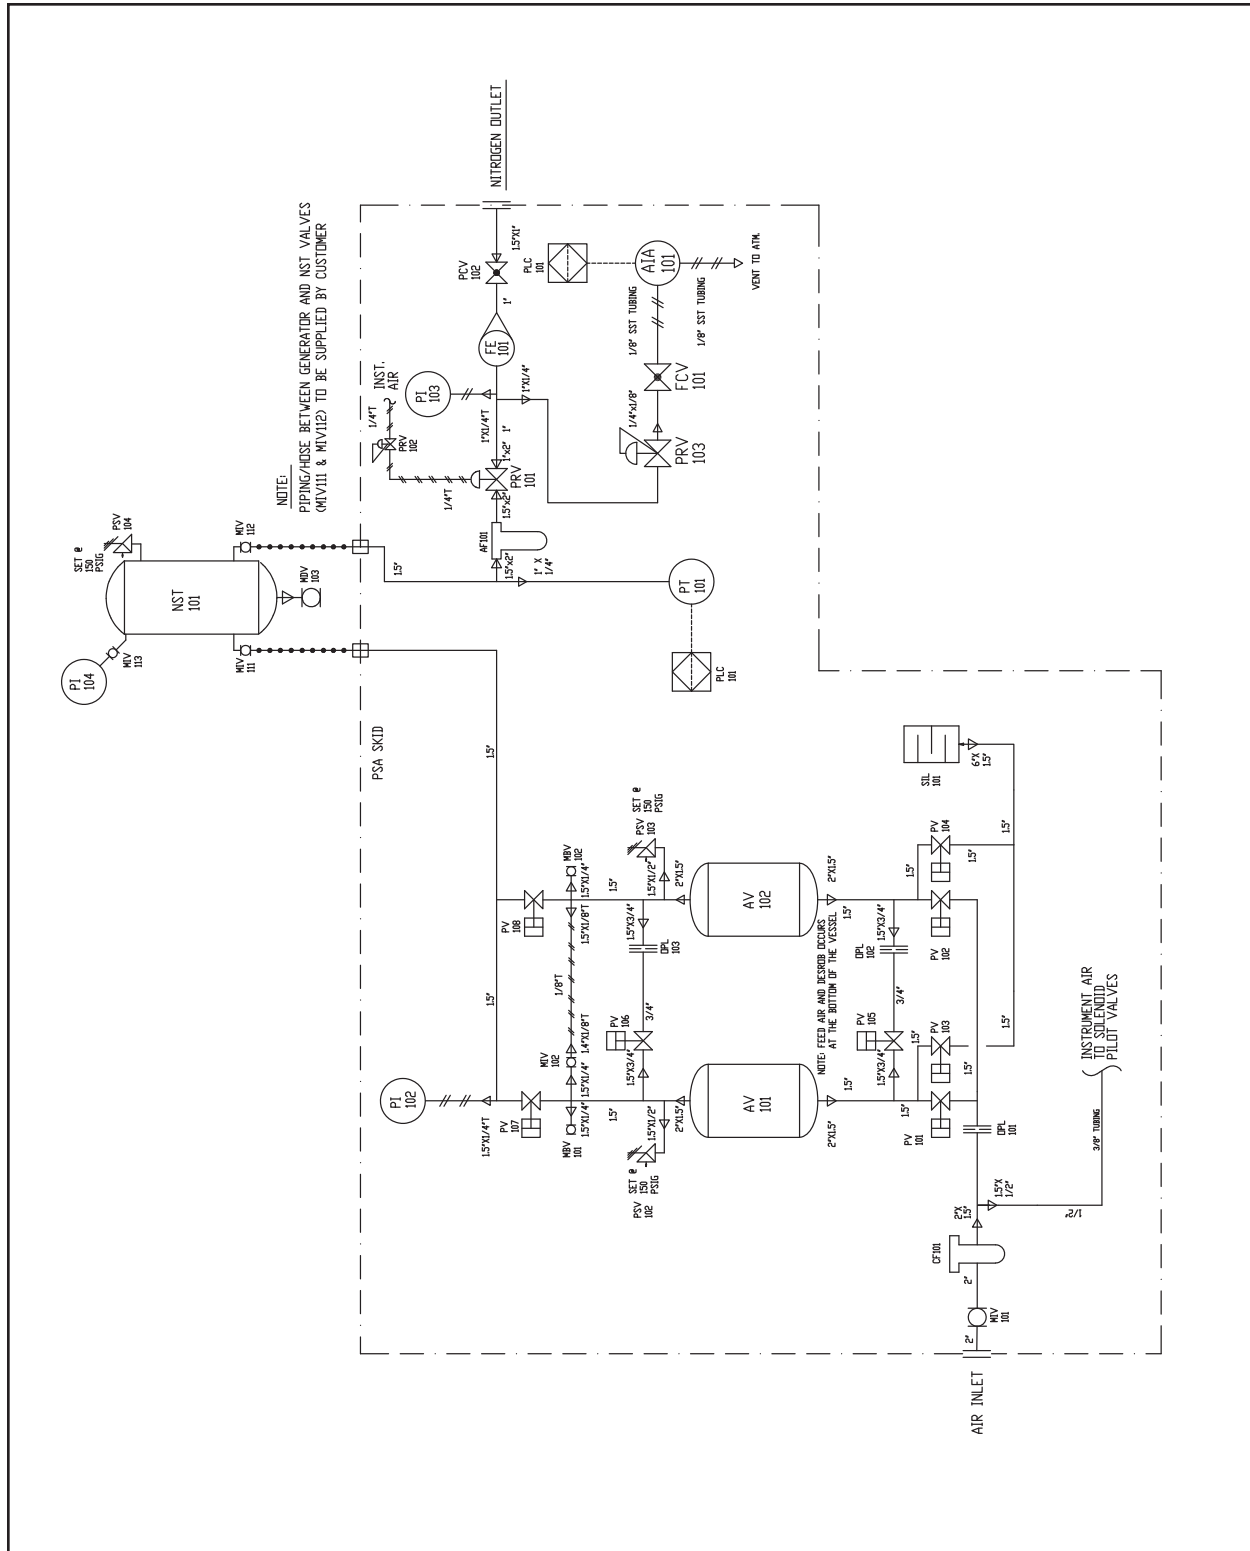 NOTE:
PIPING/HOSE BETWEEN GENERATOR AND NST VALVES
(MIV111 & MIV112) TO BE SUPPLIED BY CUSTOMER
SET @
150
PSIG
PSV
104
NST
101
MIV
112
MDV
103
MIV
113
PI
104
MIV
111
PSA SKID
NITROGEN OUTLET
1.5"X1"
PCV
102
1"
FE
101
INST.
AIR
1/4"T
PRV
102
PI
103
1"X1/4"T
1"
1"X1/4"
1"X2"
PRV
101
1/4"T
1.5"X2"
AF101
1.5"X2"
1" X
1/4"
1.5"
PLC
101
AIA
101
VENT TO ATM.
1/8" SST TUBING
1/8" SST TUBING
FCV
101
1/4"X1/8"
PRV
103
PT
101
PLC
101
1.5"
1.5"
PI
102
1.5"X1/4"T
PV
107
PV
108
MBV
102
1.5"X1/4"
1.5"X1/8"T
1/8"T
1.4"X1/8"T
MIV
102
1.5"X1/4"
1.5"X1/4"
MBV
101
1.5"
1.5"
SET @
150
PSIG
PSV
103
1.5"X1/2"
2"X1.5"
1.5"X3/4"
OPL
103
3/4"
PV
106
1.5"X3/4"
SET @
150
PSIG
PSV
102
1.5"X1/2"
2"X1.5"
AV
102
AV
101
NOTE: FEED AIR AND DESROB OCCURS
AT THE BOTTOM OF THE VESSEL
2"X1.5"
1.5"
2"X1.5"
1.5"
1.5"X3/4"
OPL
102
3/4"
PV
105
1.5"X3/4"
1.5"
PV
104
1.5"
PV
102
1.5"
PV
103
1.5"
PV
101
1.5"
1.5"
1.5"
1.5"
SIL
101
6"X
1.5"
OPL
101
INSTRUMENT AIR
TO SOLENOID
PILOT VALVES
3/8" TUBING
1/2"
1.5"X
1/2"
2"X
1.5"
CF101
2"
MIV
101
2"
AIR INLET